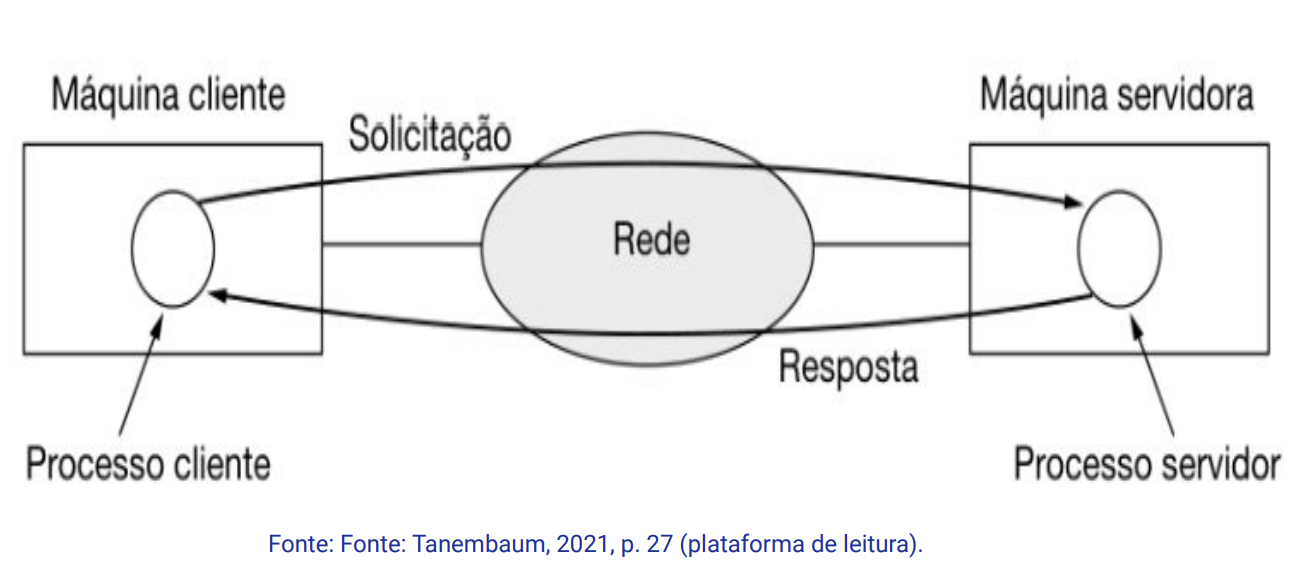 Máquina cliente
Máquina servidora
Solicitação
Rede
Resposta
Processo cliente
Processo servidor
Fonte: Fonte: Tanembaum, 2021, p. 27 (plataforma de leitura).